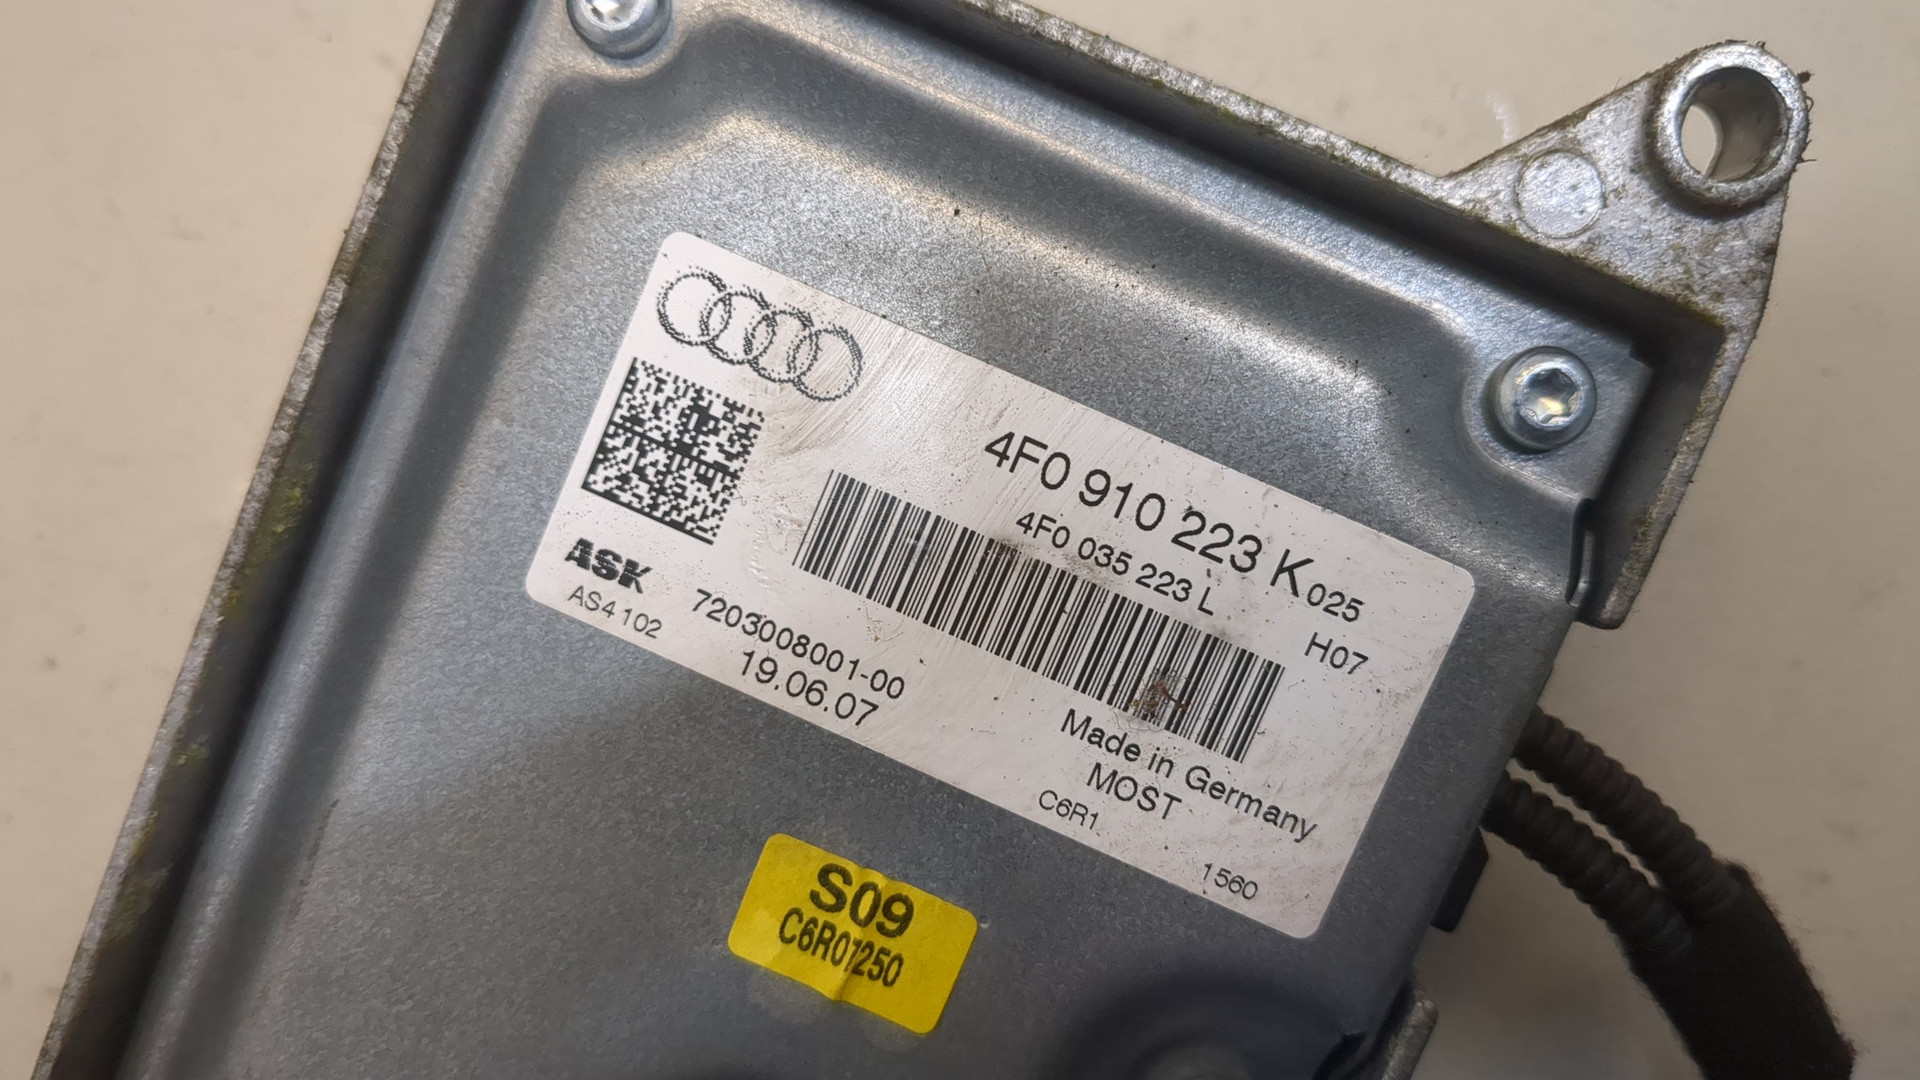 4F0 910 223 K 025
4F0 035 223 L
H07
ASK
AS4 102
7203008001-00
19.06.07
Made in Germany
MOST
C6R1
1560
S09
C6R07250